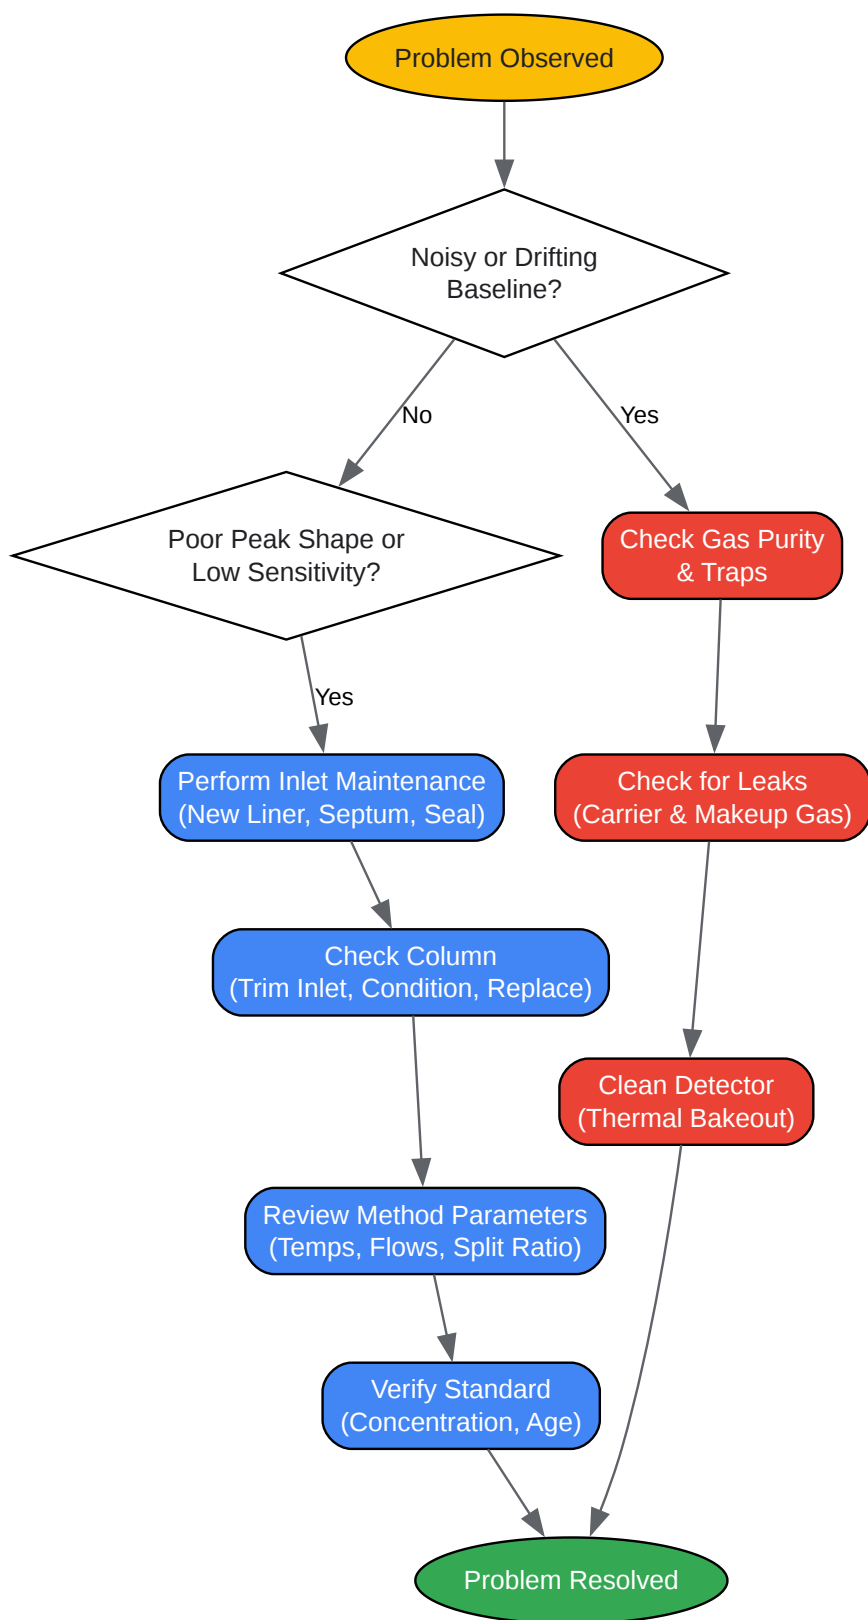 Problem Observed
Noisy or Drifting
Baseline?
No
Yes
Poor Peak Shape or
Low Sensitivity?
Check Gas Purity
& Traps
Yes
Perform Inlet Maintenance
(New Liner, Septum, Seal)
Check for Leaks
(Carrier & Makeup Gas)
Check Column
(Trim Inlet, Condition, Replace)
Clean Detector
(Thermal Bakeout)
Review Method Parameters
(Temps, Flows, Split Ratio)
Verify Standard
(Concentration, Age)
Problem Resolved